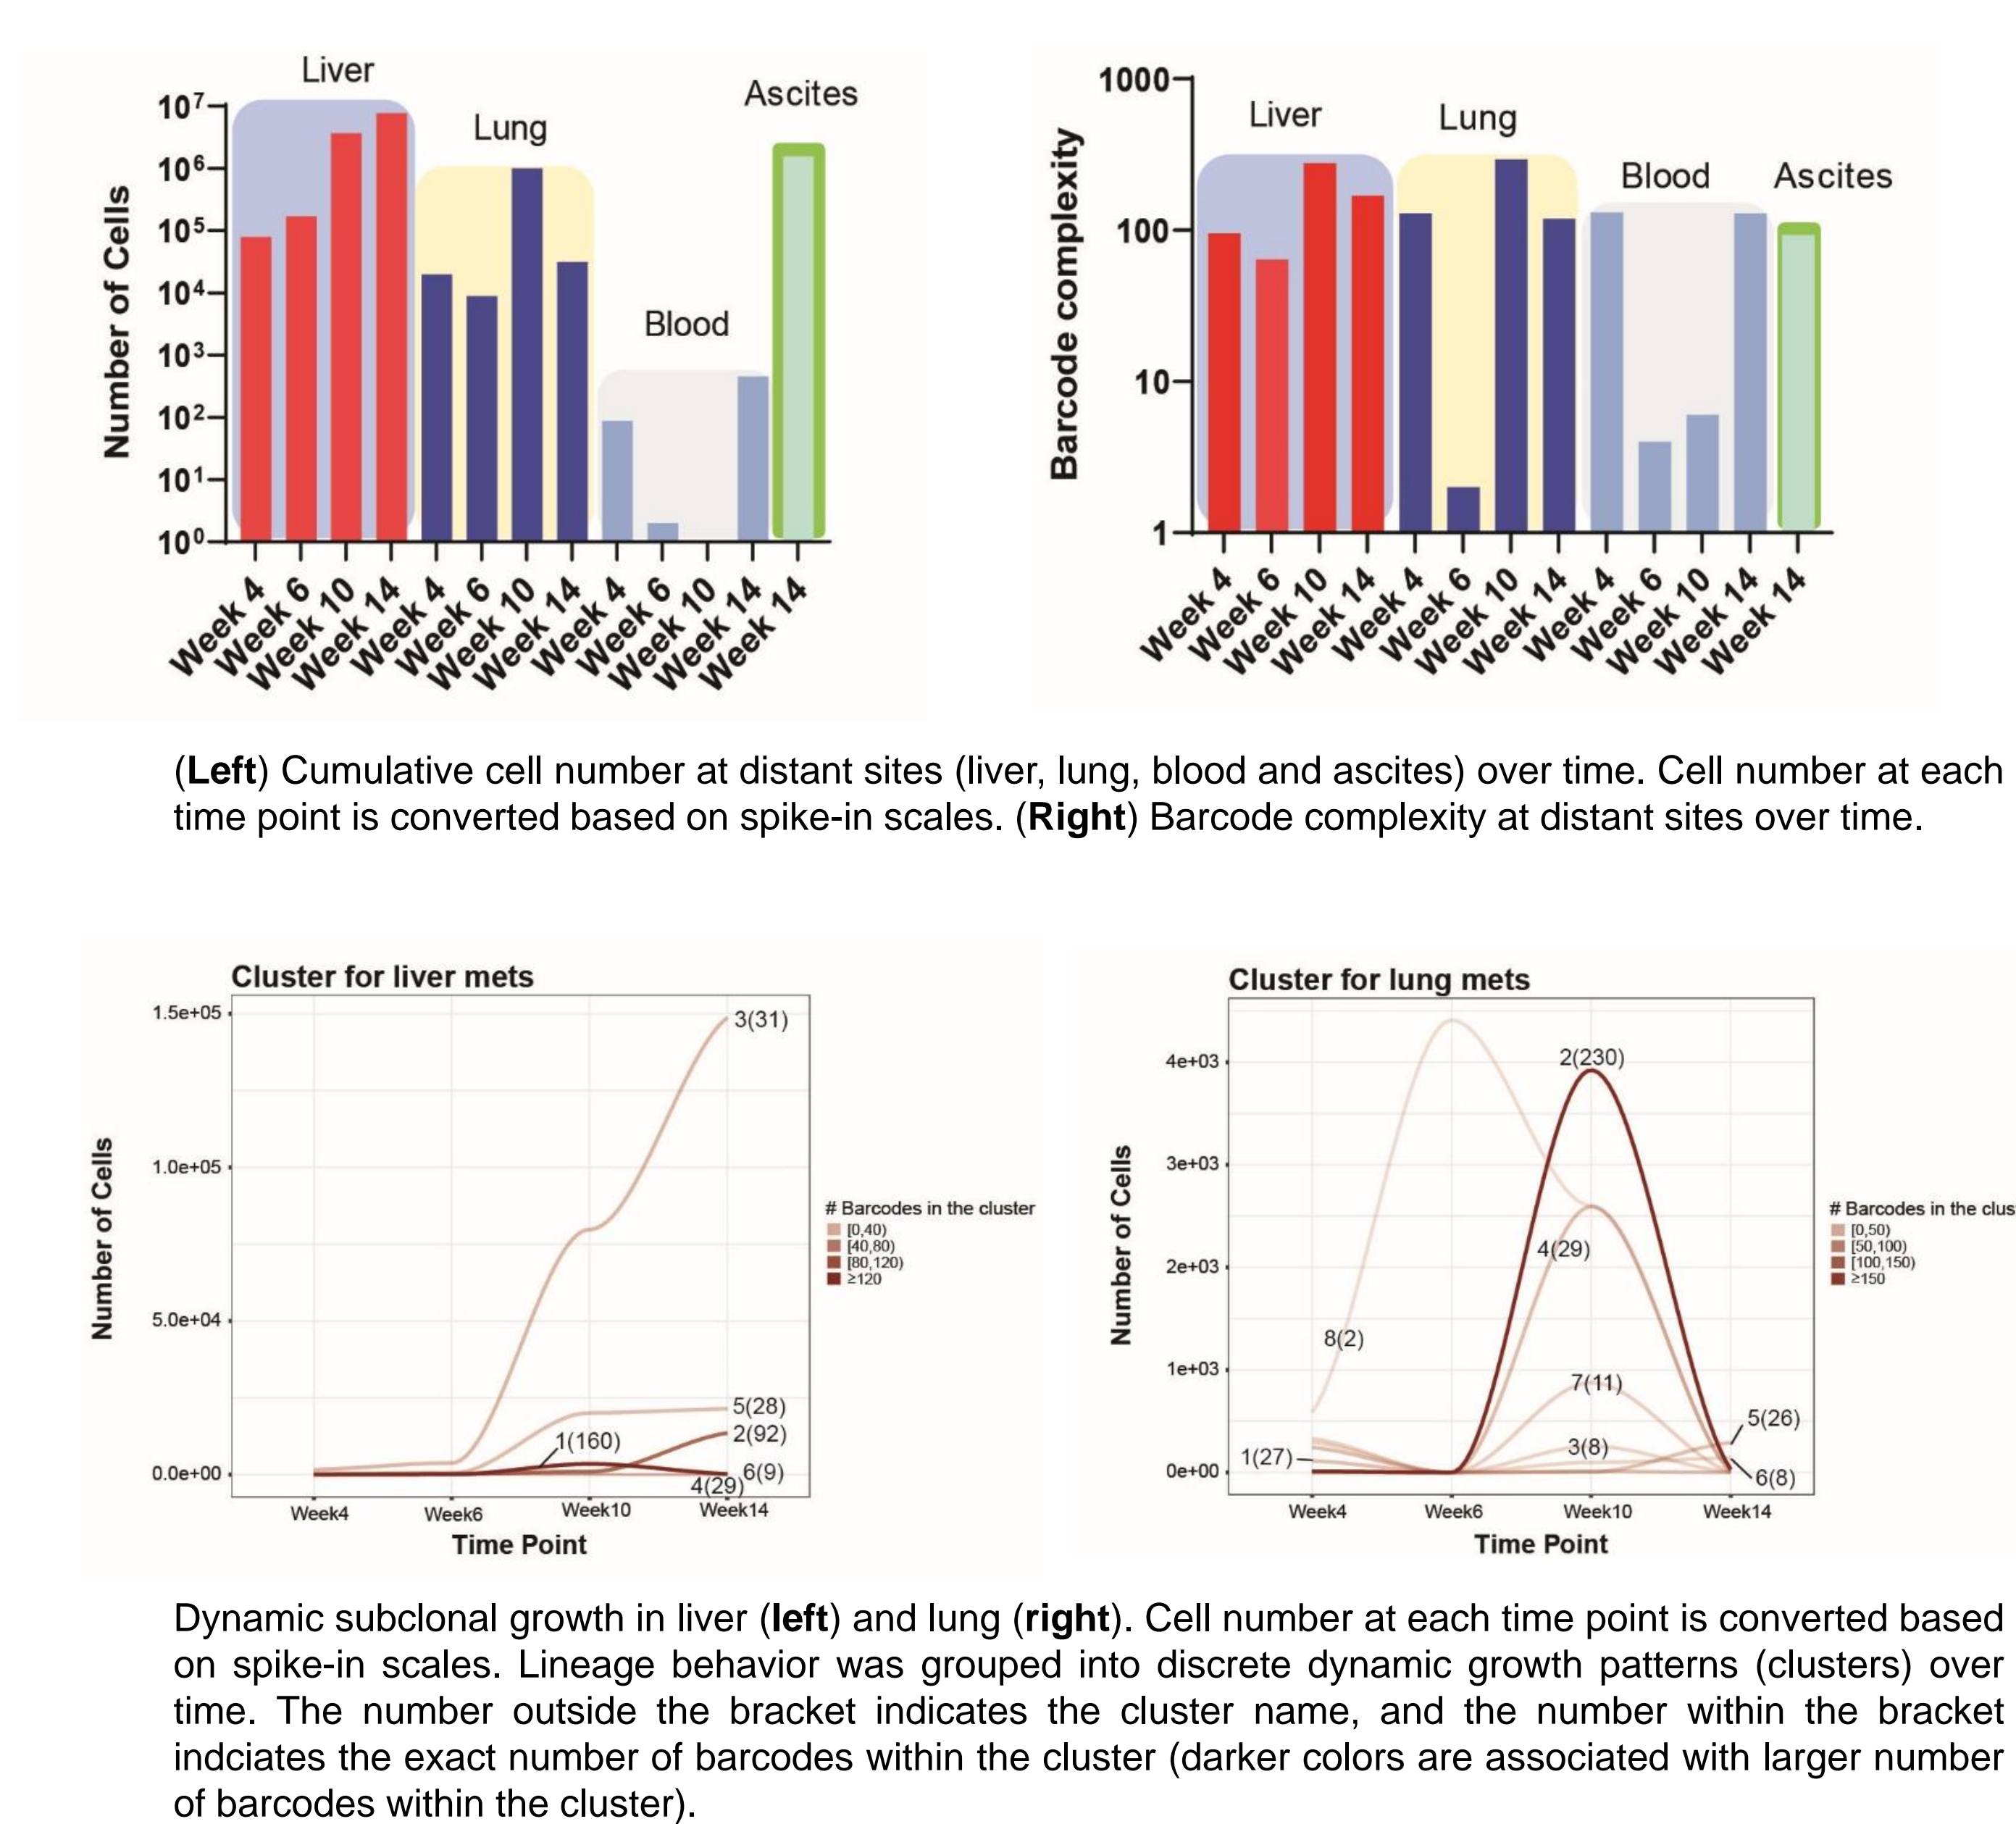 Liver
Lung
Blood
Ascites
Number of Cells
10⁷
10⁶
10⁵
10⁴
10³
10²
10¹
10⁰
Week 4
Week 6
Week 10
Week 14
Week 4
Week 6
Week 10
Week 14
Week 4
Week 6
Week 10
Week 14
Week 14
Liver
Lung
Blood
Ascites
Barcode complexity
1000
100
10
1
Week 4
Week 6
Week 10
Week 14
Week 4
Week 6
Week 10
Week 14
Week 4
Week 6
Week 10
Week 14
Week 14
(Left) Cumulative cell number at distant sites (liver, lung, blood and ascites) over time. Cell number at each
time point is converted based on spike-in scales. (Right) Barcode complexity at distant sites over time.
Cluster for liver mets
Number of Cells
1.5e+05
1.0e+05
5.0e+04
0.0e+00
3(31)
5(28)
2(92)
1(160)
6(9)
4(29)
Week4
Week6
Week10
Week14
Time Point
# Barcodes in the cluster
[0,40)
[40,80)
[80,120)
≥120
Cluster for lung mets
Number of Cells
4e+03
3e+03
2e+03
1e+03
0e+00
2(230)
4(29)
8(2)
7(11)
5(26)
3(8)
1(27)
6(8)
Week4
Week6
Week10
Week14
Time Point
# Barcodes in the clus
[0,50)
[50,100)
[100,150)
≥150
Dynamic subclonal growth in liver (left) and lung (right). Cell number at each time point is converted based
on spike-in scales. Lineage behavior was grouped into discrete dynamic growth patterns (clusters) over
time. The number outside the bracket indicates the cluster name, and the number within the bracket
indciates the exact number of barcodes within the cluster (darker colors are associated with larger number
of barcodes within the cluster).